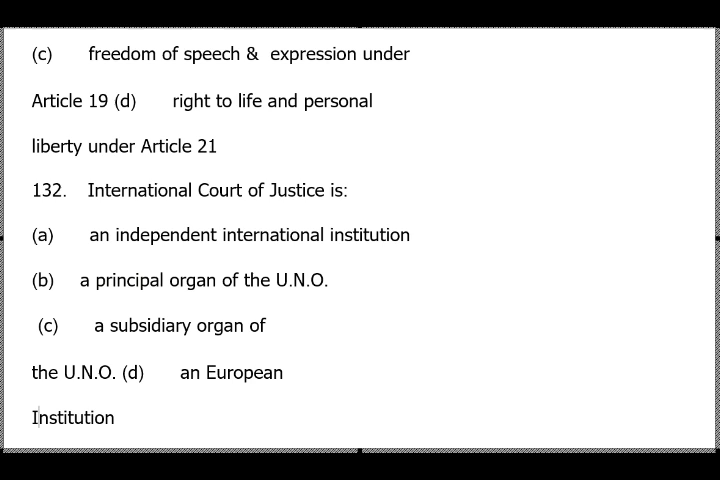 (c) freedom of speech & expression under
Article 19 (d) right to life and personal
liberty under Article 21
132. International Court of Justice is:
(a) an independent international institution
(b) a principal organ of the U.N.O.
(c) a subsidiary organ of
the U.N.O. (d) an European
Institution